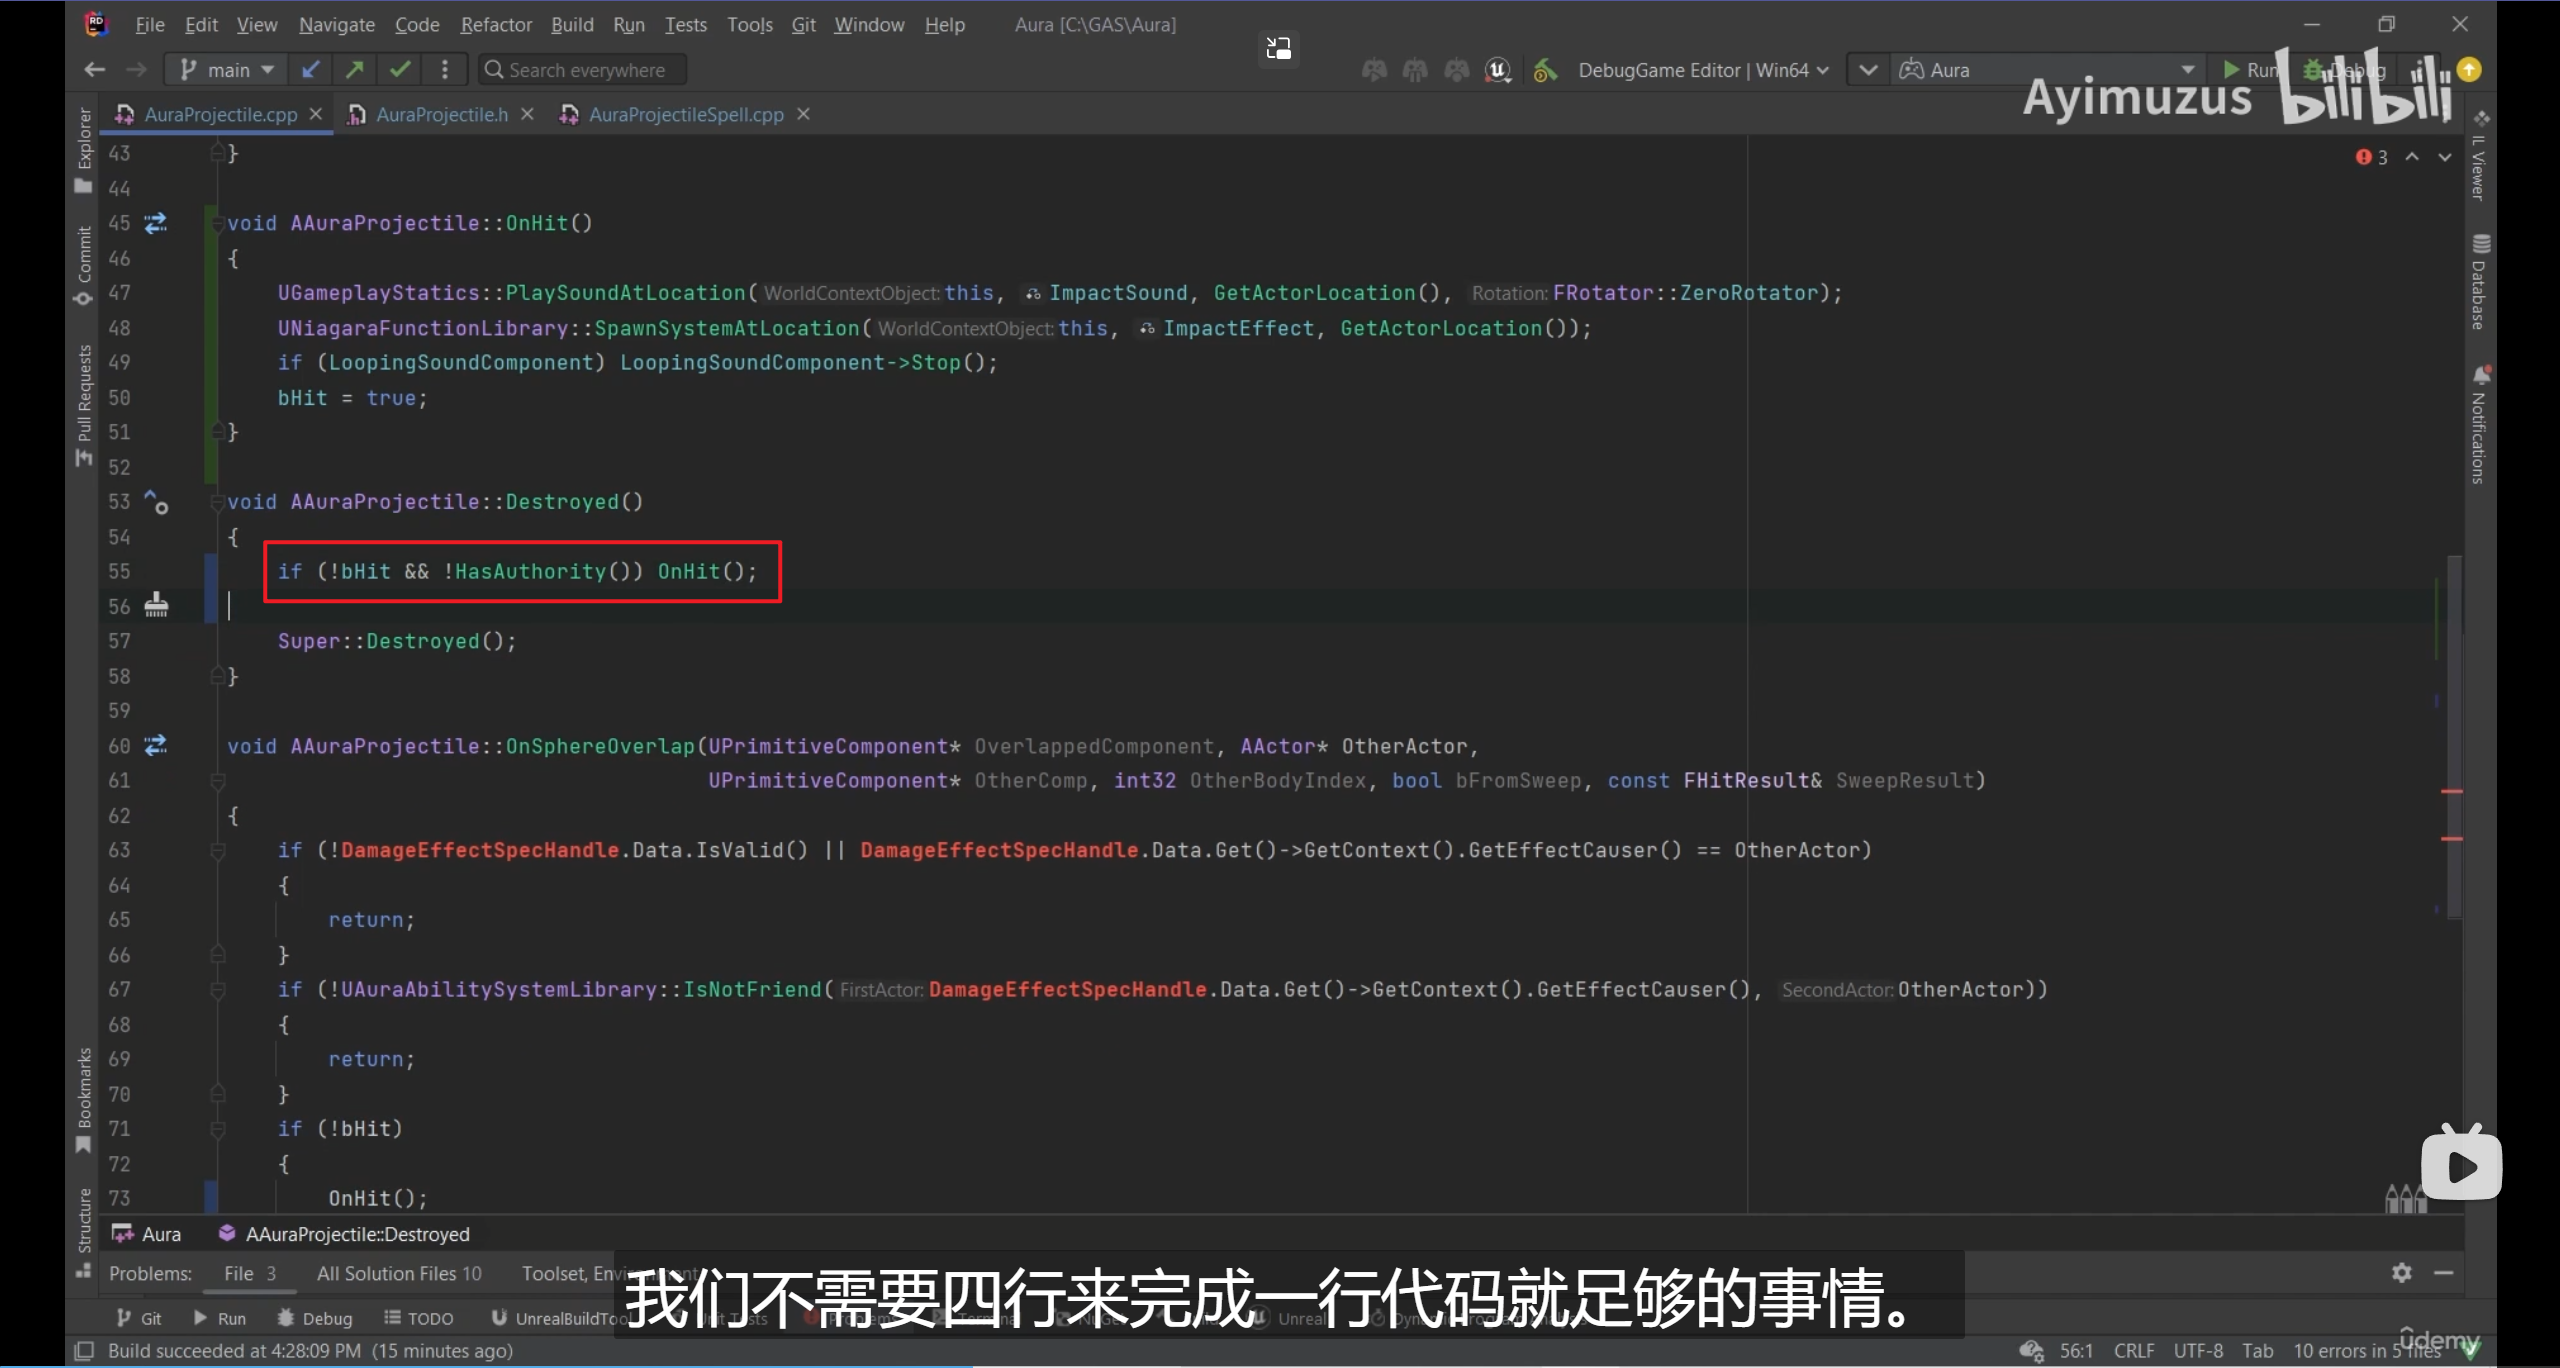 File Edit View Navigate Code Refactor Build Run Tests Tools Git Window Help Aura [C:\GAS\Aura]
main Search everywhere DebugGame Editor | Win64 Aura Run Debug
Ayimuzus bilibili
AuraProjectile.cpp AuraProjectile.h AuraProjectileSpell.cpp
Explorer
Commit
Pull Requests
Bookmarks
Structure
IL Viewer
Database
Notifications
3
43 }
44
45 void AAuraProjectile::OnHit()
46 {
47 UGameplayStatics::PlaySoundAtLocation( WorldContextObject: this, ImpactSound, GetActorLocation(), Rotation: FRotator::ZeroRotator);
48 UNiagaraFunctionLibrary::SpawnSystemAtLocation( WorldContextObject: this, ImpactEffect, GetActorLocation());
49 if (LoopingSoundComponent) LoopingSoundComponent->Stop();
50 bHit = true;
51 }
52
53 void AAuraProjectile::Destroyed()
54 {
55 if (!bHit && !HasAuthority()) OnHit();
56
57 Super::Destroyed();
58 }
59
60 void AAuraProjectile::OnSphereOverlap(UPrimitiveComponent* OverlappedComponent, AActor* OtherActor,
61 UPrimitiveComponent* OtherComp, int32 OtherBodyIndex, bool bFromSweep, const FHitResult& SweepResult)
62 {
63 if (!DamageEffectSpecHandle.Data.IsValid() || DamageEffectSpecHandle.Data.Get()->GetContext().GetEffectCauser() == OtherActor)
64 {
65 return;
66 }
67 if (!UAuraAbilitySystemLibrary::IsNotFriend( FirstActor: DamageEffectSpecHandle.Data.Get()->GetContext().GetEffectCauser(), SecondActor: OtherActor))
68 {
69 return;
70 }
71 if (!bHit)
72 {
73 OnHit();
Aura AAuraProjectile::Destroyed
Problems: File 3 All Solution Files 10 Toolset,
我们不需要四行来完成一行代码就足够的事情。
Git Run Debug TODO UnrealBuildTool
Build succeeded at 4:28:09 PM (15 minutes ago) 56:1 CRLF UTF-8 Tab 10 errors in 5 files
ûdemy